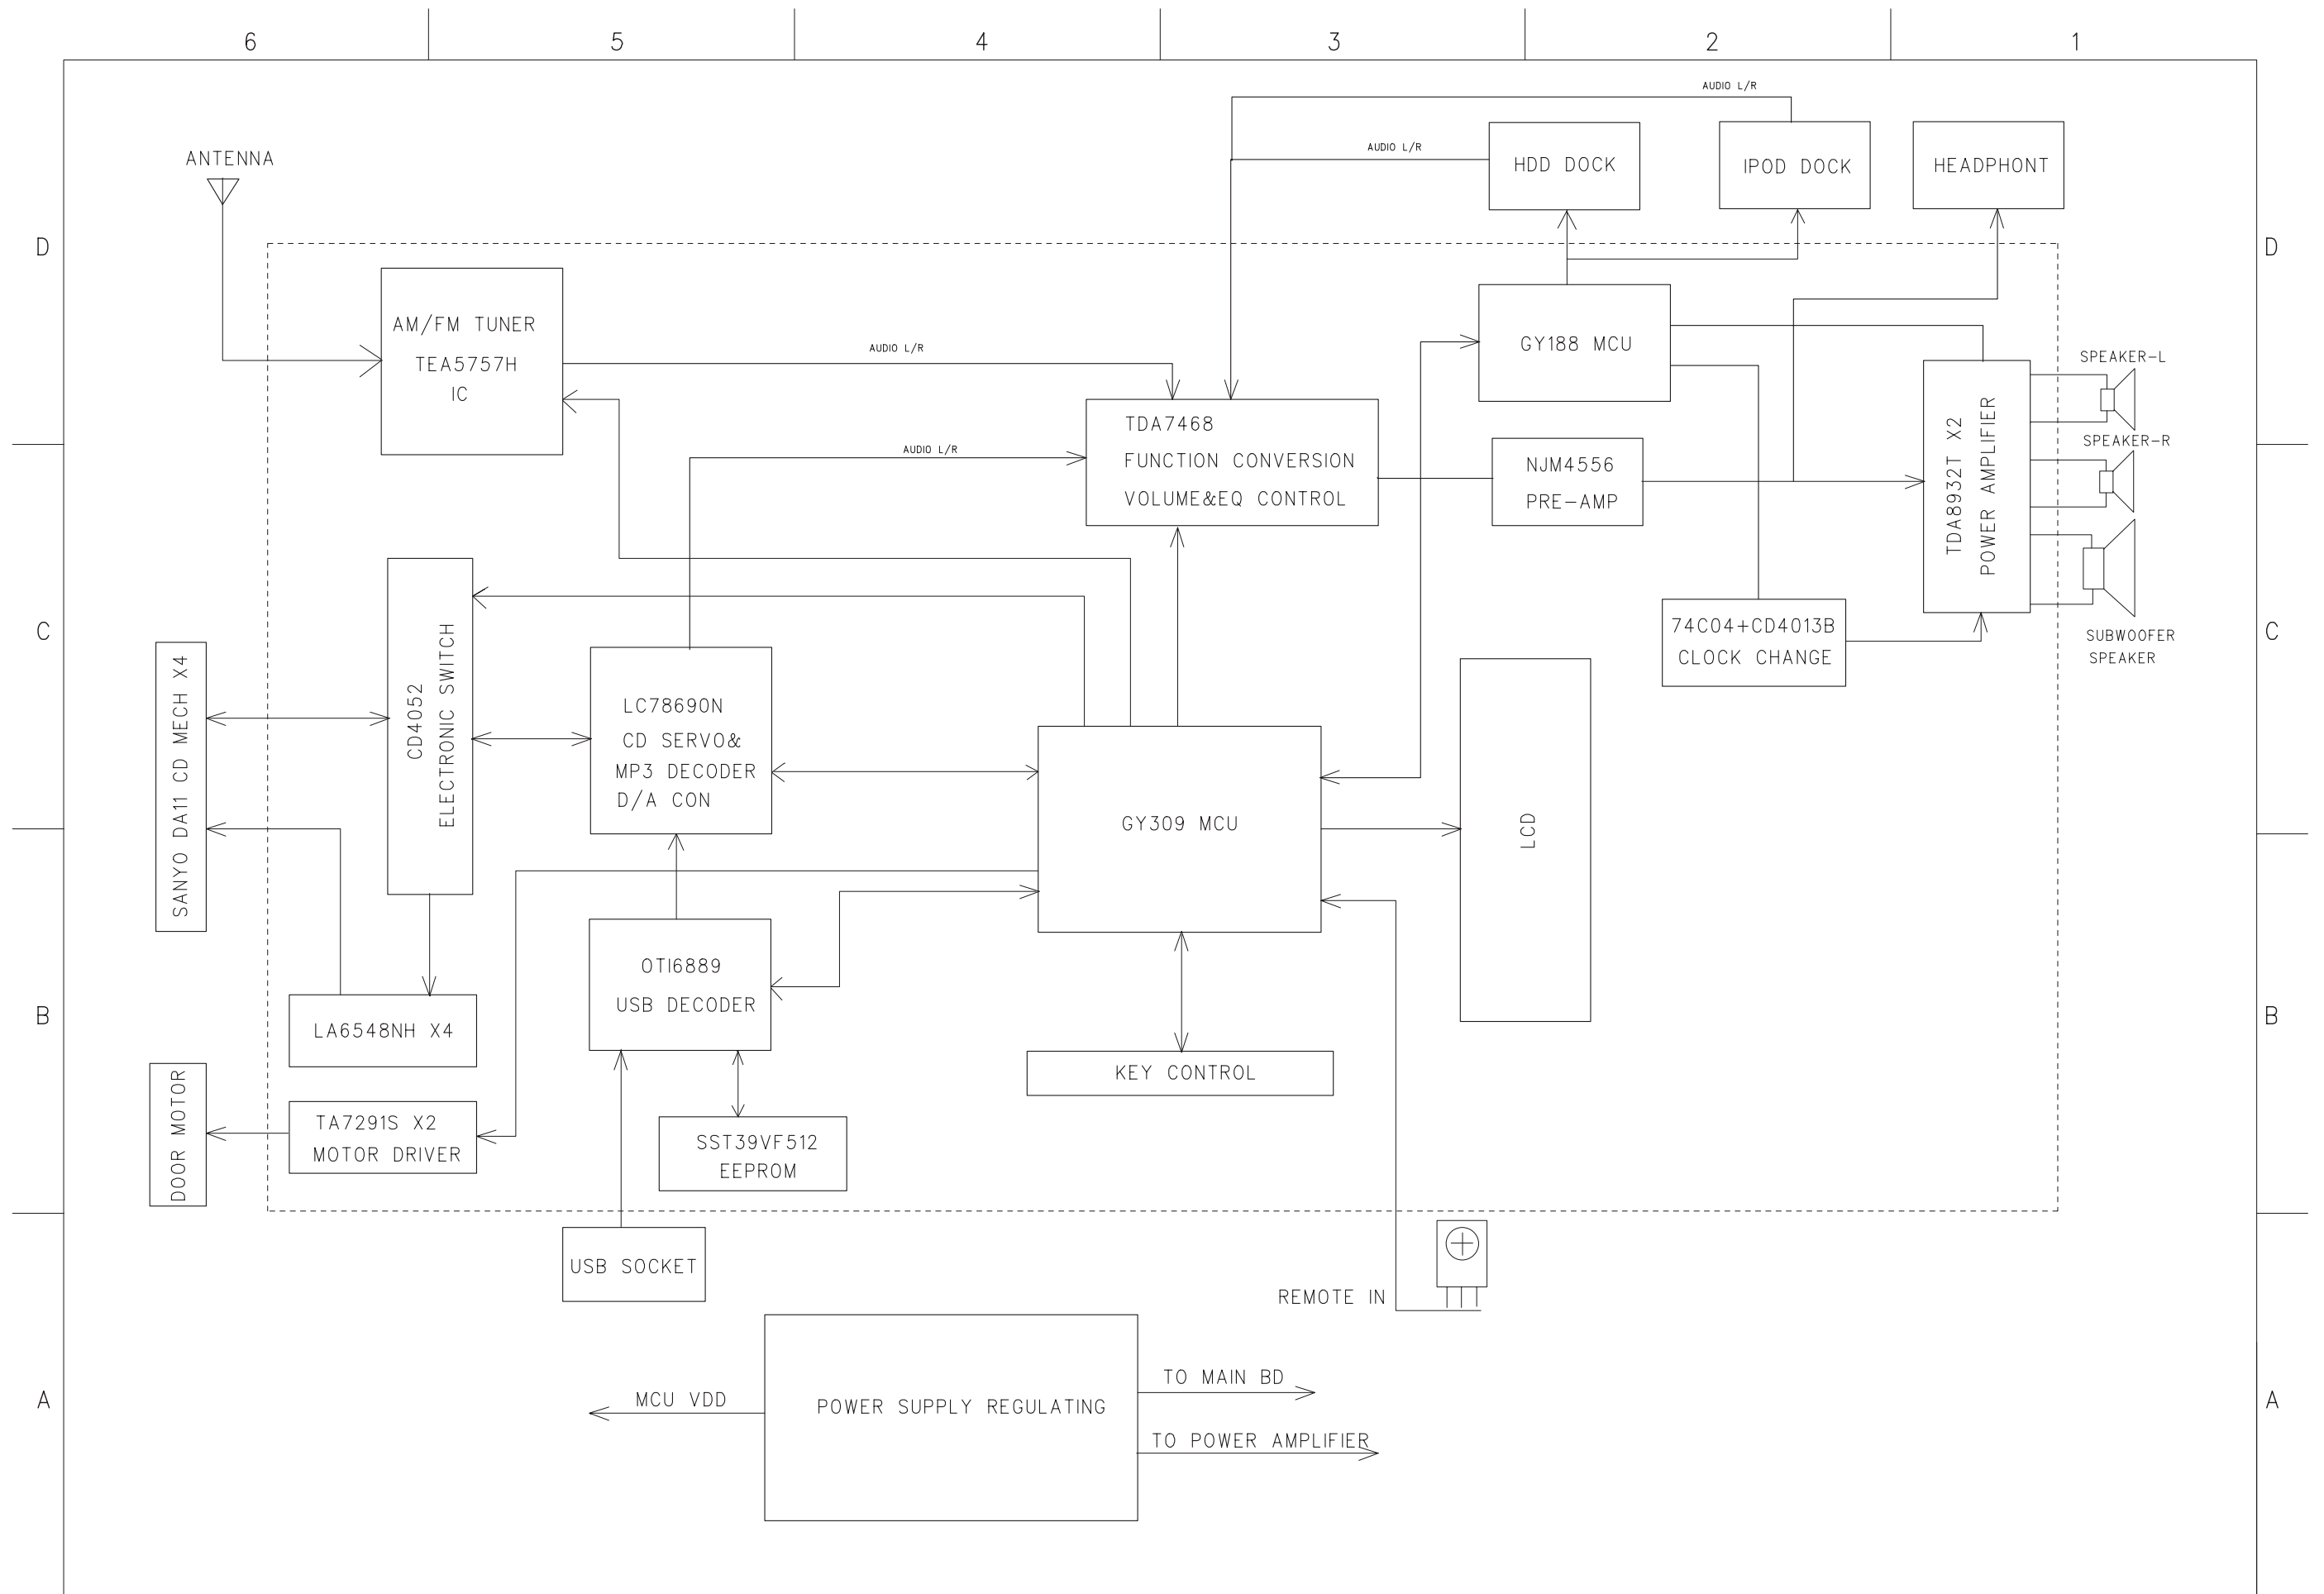 6 5 4 3 2 1
AUDIO L/R
AUDIO L/R
ANTENNA
HDD DOCK
IPOD DOCK
HEADPHONT
D
D
AM/FM TUNER
TEA5757H
IC
AUDIO L/R
GY188 MCU
SPEAKER-L
TDA7468
FUNCTION CONVERSION
VOLUME&EQ CONTROL
AUDIO L/R
NJM4556
PRE-AMP
TDA8932T X2
POWER AMPLIFIER
SPEAKER-R
C
C
74C04+CD4013B
CLOCK CHANGE
SUBWOOFER
SPEAKER
SANYO DA11 CD MECH X4
CD4052
ELECTRONIC SWITCH
LC78690N
CD SERVO&
MP3 DECODER
D/A CON
GY309 MCU
LCD
OTI6889
USB DECODER
B
B
LA6548NH X4
KEY CONTROL
DOOR MOTOR
TA7291S X2
MOTOR DRIVER
SST39VF512
EEPROM
USB SOCKET
REMOTE IN
A
A
MCU VDD
POWER SUPPLY REGULATING
TO MAIN BD
TO POWER AMPLIFIER